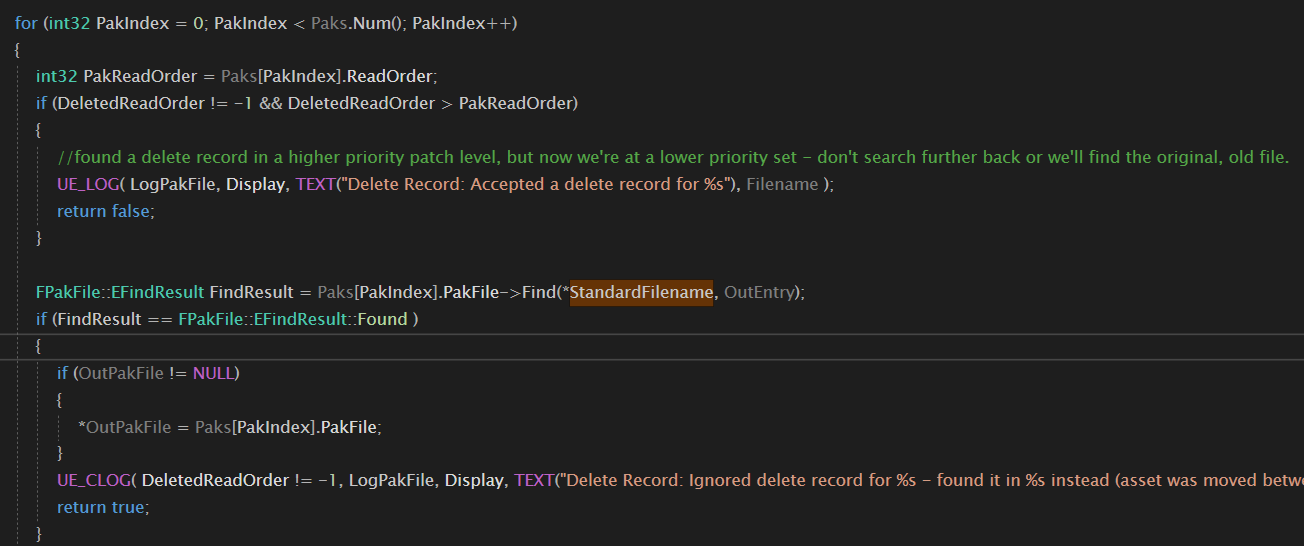 for (int32 PakIndex = 0; PakIndex < Paks.Num(); PakIndex++)
{
int32 PakReadOrder = Paks[PakIndex].ReadOrder;
if (DeletedReadOrder != -1 && DeletedReadOrder > PakReadOrder)
{
//found a delete record in a higher priority patch level, but now we're at a lower priority set - don't search further back or we'll find the original, old file.
UE_LOG( LogPakFile, Display, TEXT("Delete Record: Accepted a delete record for %s"), Filename );
return false;
}
FPakFile::EFindResult FindResult = Paks[PakIndex].PakFile->Find(*StandardFilename, OutEntry);
if (FindResult == FPakFile::EFindResult::Found )
{
if (OutPakFile != NULL)
{
*OutPakFile = Paks[PakIndex].PakFile;
}
UE_CLOG( DeletedReadOrder != -1, LogPakFile, Display, TEXT("Delete Record: Ignored delete record for %s - found it in %s instead (asset was moved betwe
return true;
}